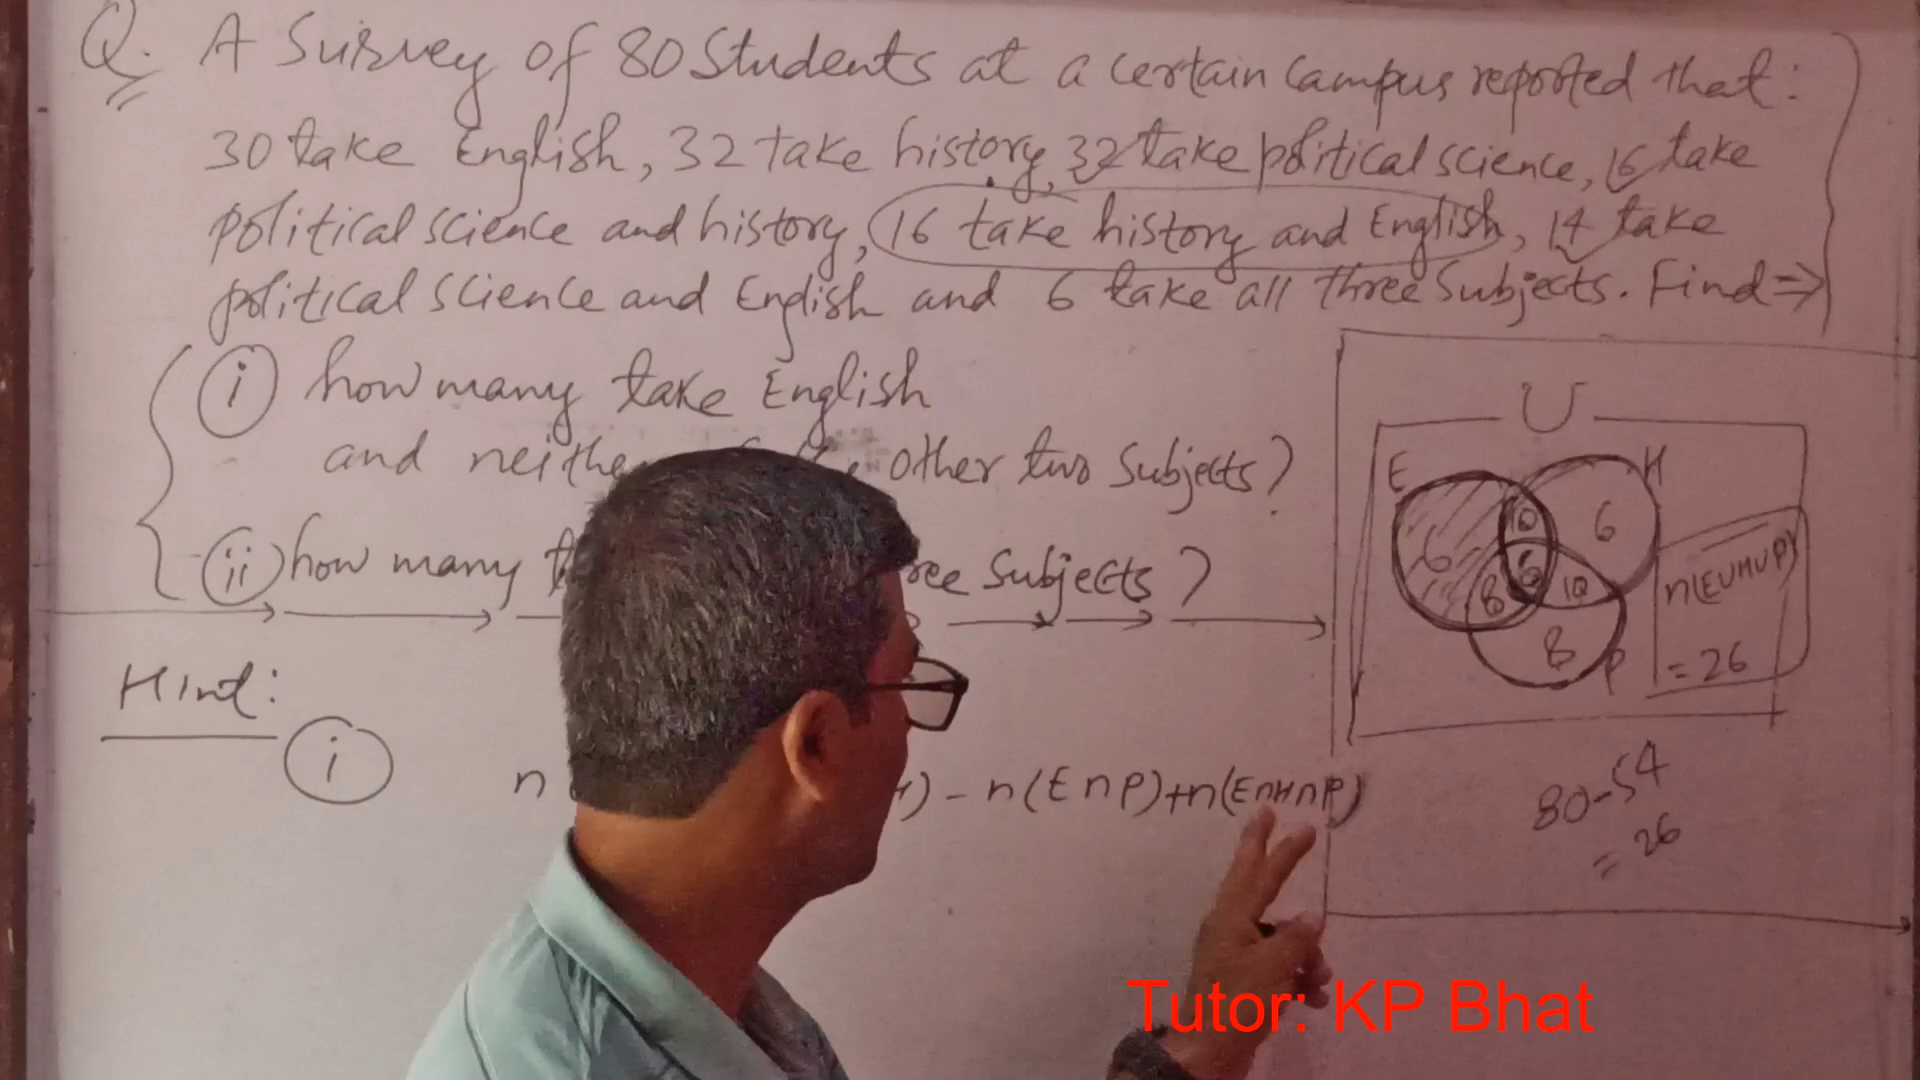 Q. A Survey of 80 Students at a certain campus reported that:
30 take English, 32 take history, 32 take political science, 16 take
political science and history, 16 take history and English, 14 take
political science and English and 6 take all three Subjects. Find ⇒
(i) how many take English
and other two Subjects?
(ii) how many Subjects?
Hint:
(i)
n - n(E∩P)+n(E∩H∩P)
U
E
H
10
6
6
6
8
10
8
P
n(EUHUP)'
= 26
80-54
= 26
Tutor: KP Bhat